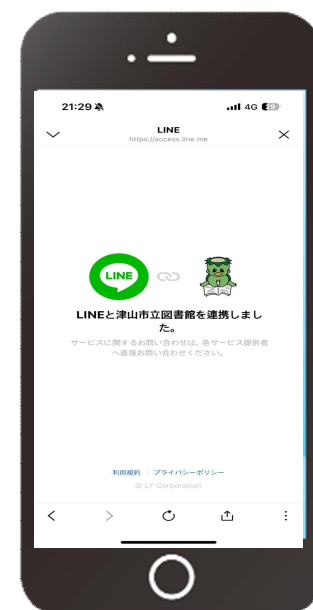 21:29
4G
LINE
https://access.line.me
LINE
LINEと津山市立図書館を連携しまし
た。
サービスに関するお問い合わせは、各サービス提供者
へ直接お問い合わせください。
利用規約 | プライバシーポリシー
© LY Corporation